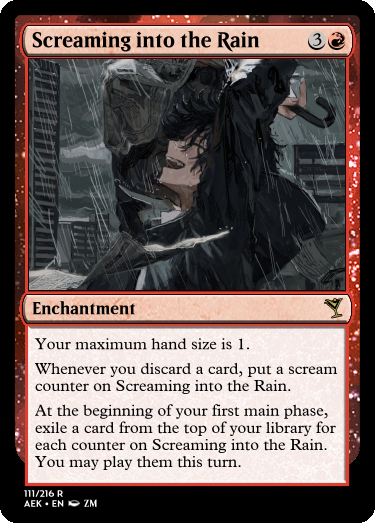 Screaming into the Rain 3
Enchantment
Your maximum hand size is 1.
Whenever you discard a card, put a scream
counter on Screaming into the Rain.
At the beginning of your first main phase,
exile a card from the top of your library for
each counter on Screaming into the Rain.
You may play them this turn.
111/216 R
AEK • EN ZM